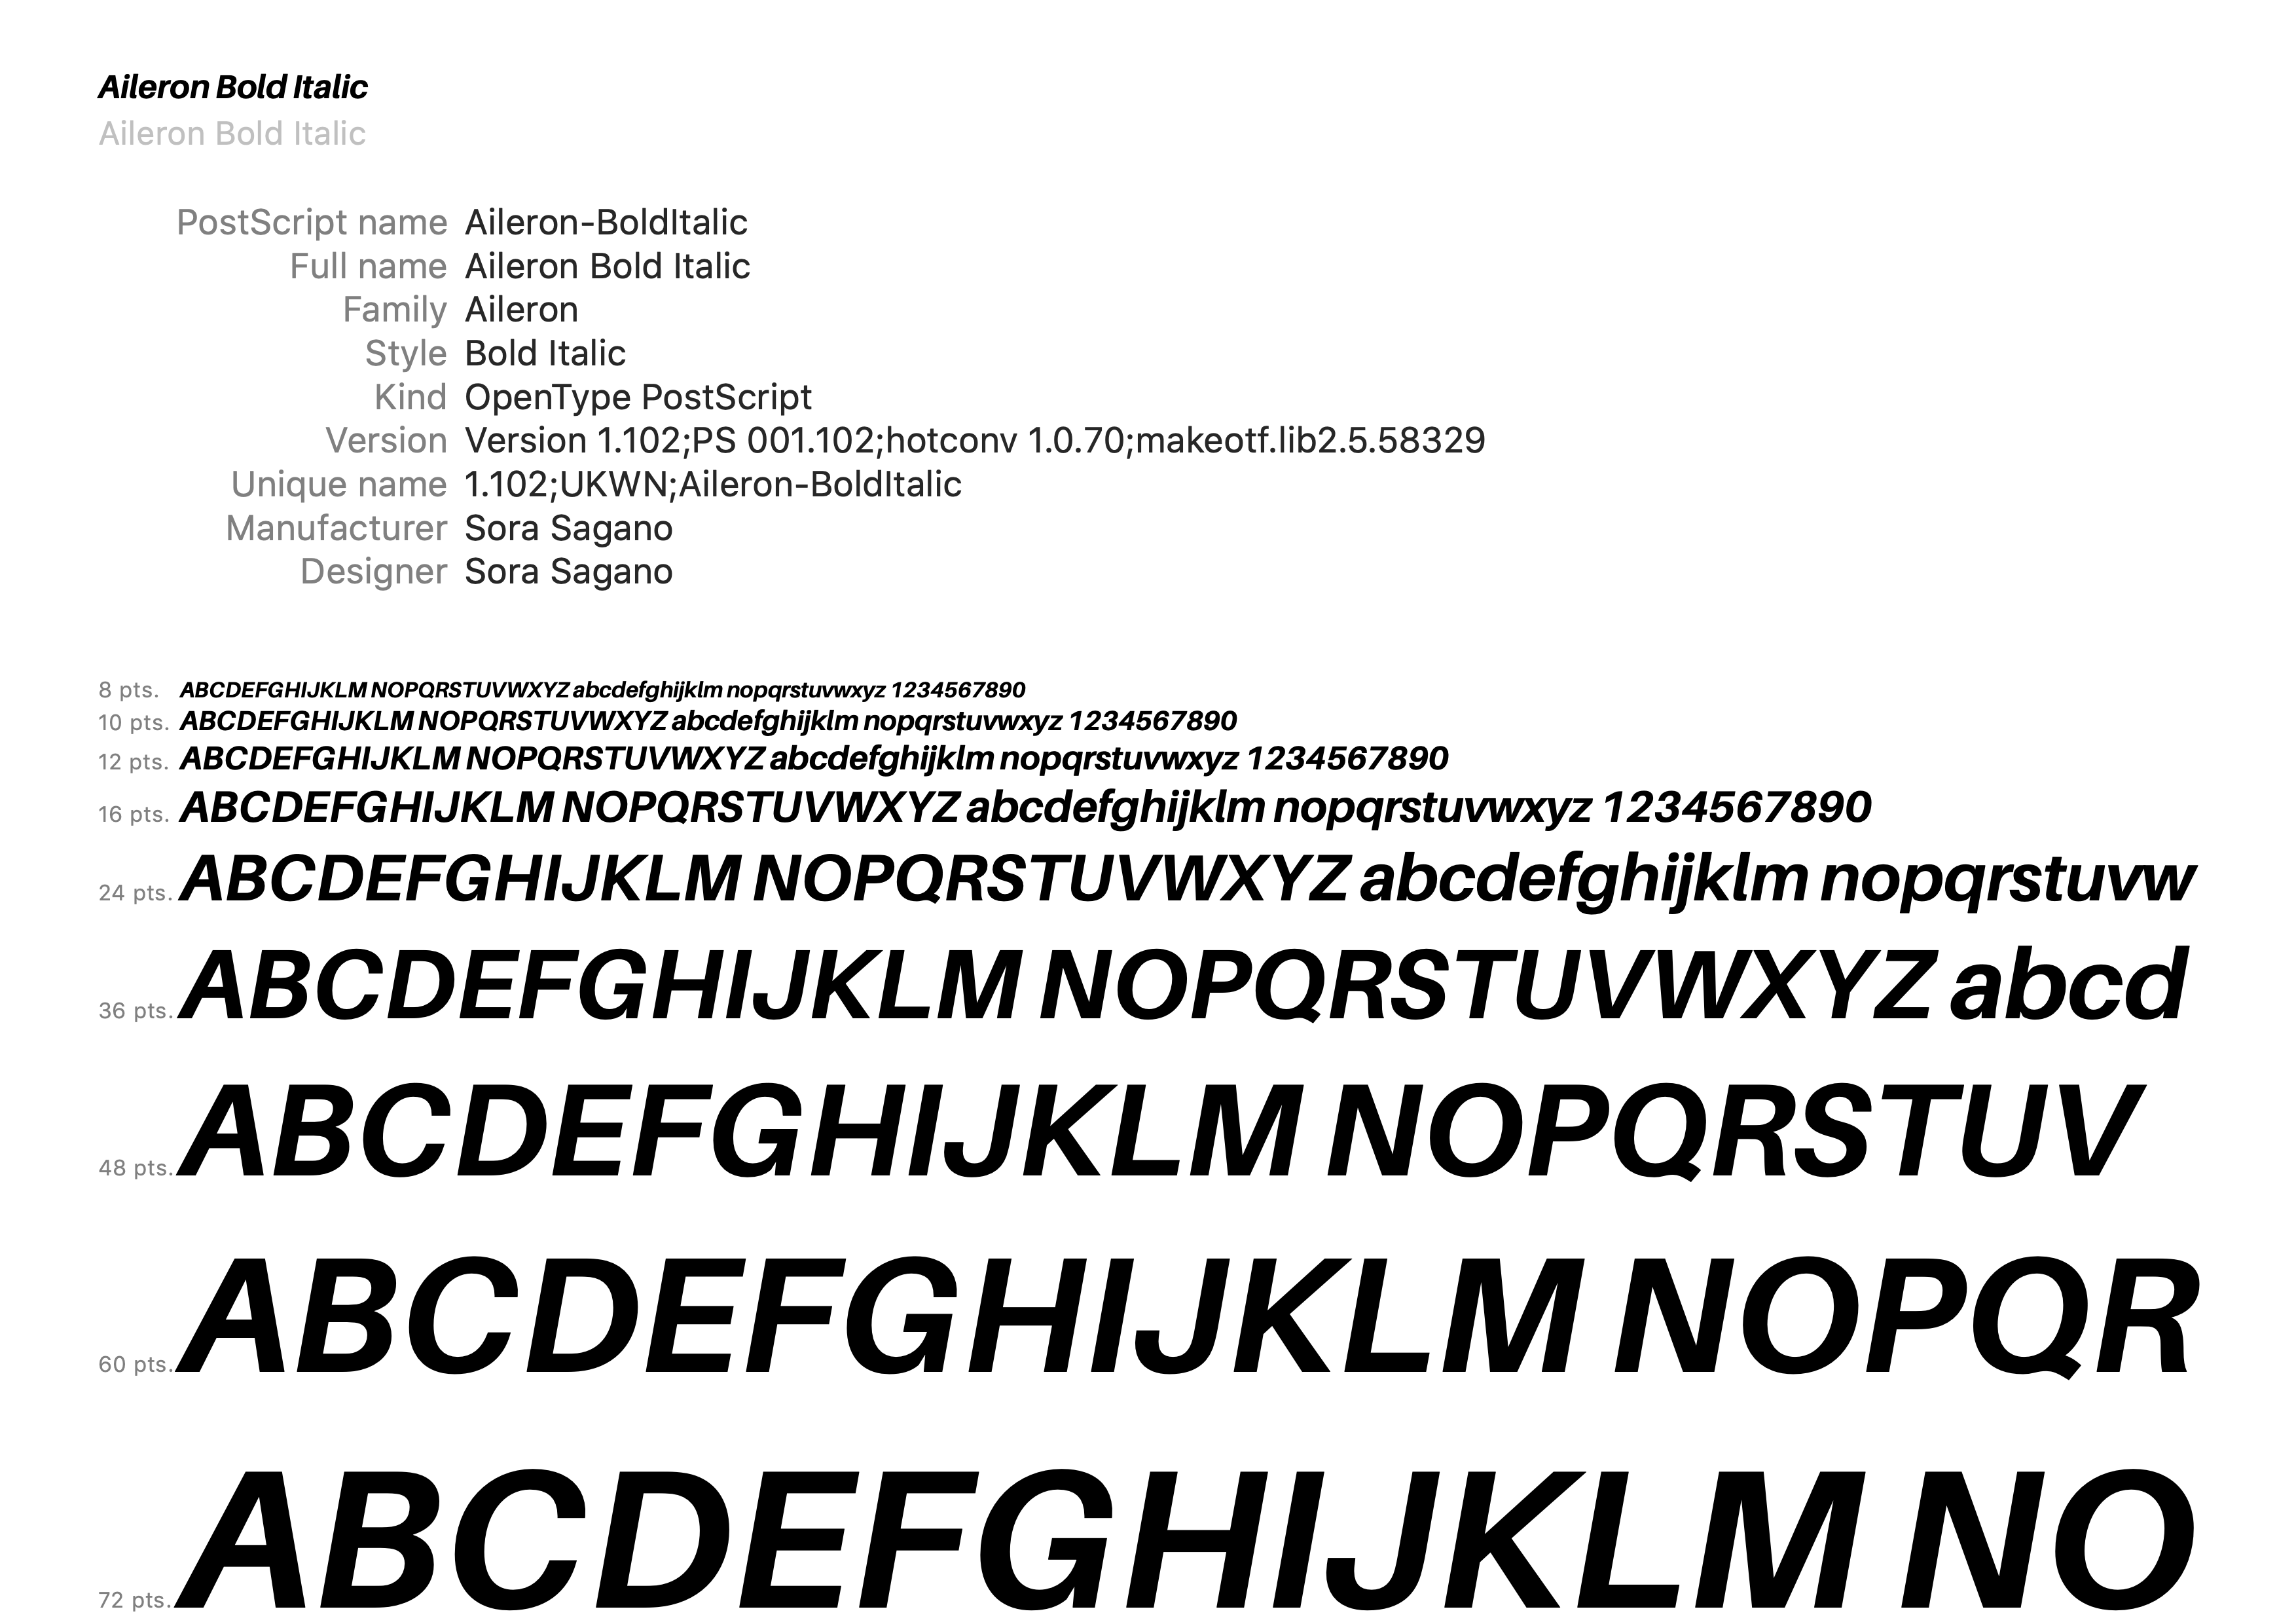 Aileron Bold Italic
Aileron Bold Italic
PostScript name Aileron-BoldItalic
Full name Aileron Bold Italic
Family Aileron
Style Bold Italic
Kind OpenType PostScript
Version Version 1.102;PS 001.102;hotconv 1.0.70;makeotf.lib2.5.58329
Unique name 1.102;UKWN;Aileron-BoldItalic
Manufacturer Sora Sagano
Designer Sora Sagano
8 pts. ABCDEFGHIJKLM NOPQRSTUVWXYZ abcdefghijklm nopqrstuvwxyz 1234567890
10 pts. ABCDEFGHIJKLM NOPQRSTUVWXYZ abcdefghijklm nopqrstuvwxyz 1234567890
12 pts. ABCDEFGHIJKLM NOPQRSTUVWXYZ abcdefghijklm nopqrstuvwxyz 1234567890
16 pts. ABCDEFGHIJKLM NOPQRSTUVWXYZ abcdefghijklm nopqrstuvwxyz 1234567890
24 pts. ABCDEFGHIJKLM NOPQRSTUVWXYZ abcdefghijklm nopqrstuvw
36 pts. ABCDEFGHIJKLM NOPQRSTUVWXYZ abcd
48 pts. ABCDEFGHIJKLM NOPQRSTUV
60 pts. ABCDEFGHIJKLM NOPQR
72 pts. ABCDEFGHIJKLM NO